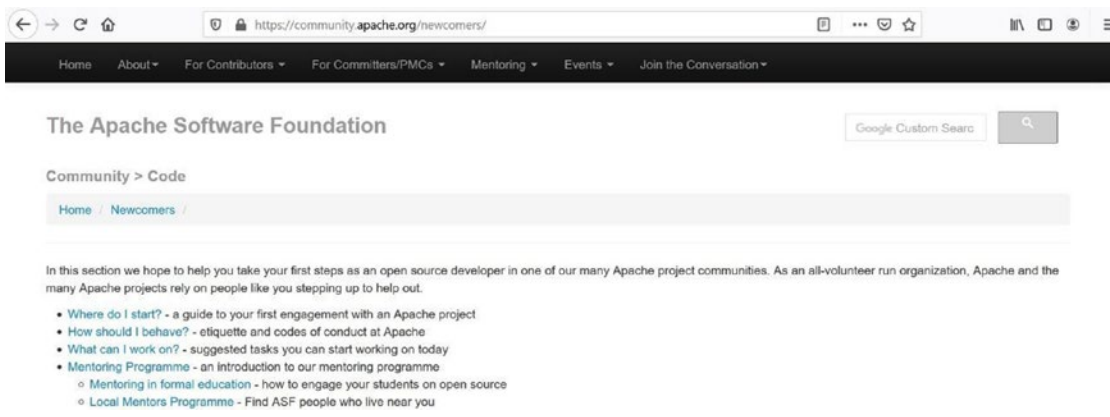 https://community.apache.org/newcomers/
Home About For Contributors For Committers/PMCs Mentoring Events Join the Conversation
The Apache Software Foundation
Google Custom Searc
Community > Code
Home / Newcomers /
In this section we hope to help you take your first steps as an open source developer in one of our many Apache project communities. As an all-volunteer run organization, Apache and the
many Apache projects rely on people like you stepping up to help out.
• Where do I start? - a guide to your first engagement with an Apache project
• How should I behave? - etiquette and codes of conduct at Apache
• What can I work on? - suggested tasks you can start working on today
• Mentoring Programme - an introduction to our mentoring programme
○ Mentoring in formal education - how to engage your students on open source
○ Local Mentors Programme - Find ASF people who live near you